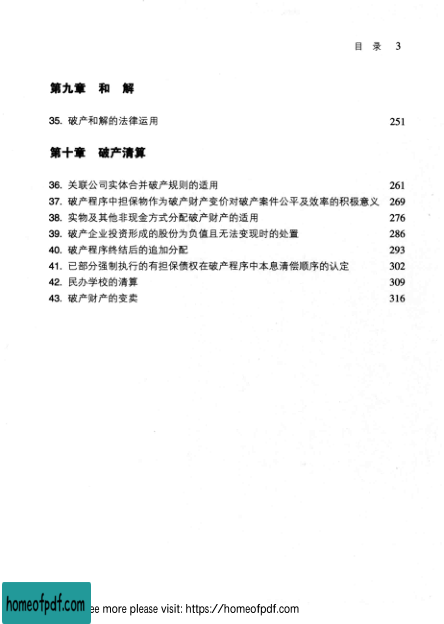 目 录 3
第九章 和 解
35. 破产和解的法律运用 251
第十章 破产清算
36. 关联公司实体合并破产规则的适用 261
37. 破产程序中担保物作为破产财产变价对破产案件公平及效率的积极意义 269
38. 实物及其他非现金方式分配破产财产的适用 276
39. 破产企业投资形成的股份为负值且无法变现时的处置 286
40. 破产程序终结后的追加分配 293
41. 已部分强制执行的有担保债权在破产程序中本息清偿顺序的认定 302
42. 民办学校的清算 309
43. 破产财产的变卖 316
homeofpdf.com ee more please visit: https://homeofpdf.com